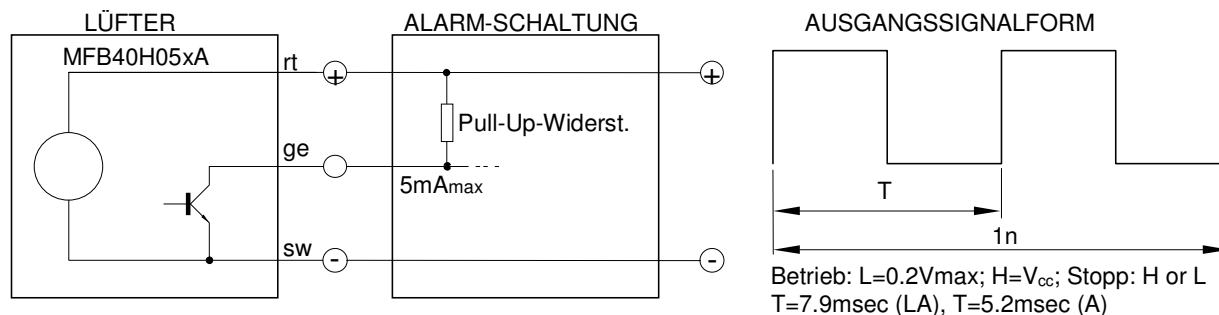 LÜFTER
MFB40H05xA
rt
+
ge
sw
-
ALARM-SCHALTUNG
Pull-Up-Widerst.
5mAmax
+
-
AUSGANGSSIGNALFORM
T
1n
Betrieb: L=0.2Vmax; H=Vcc; Stopp: H or L
T=7.9msec (LA), T=5.2msec (A)